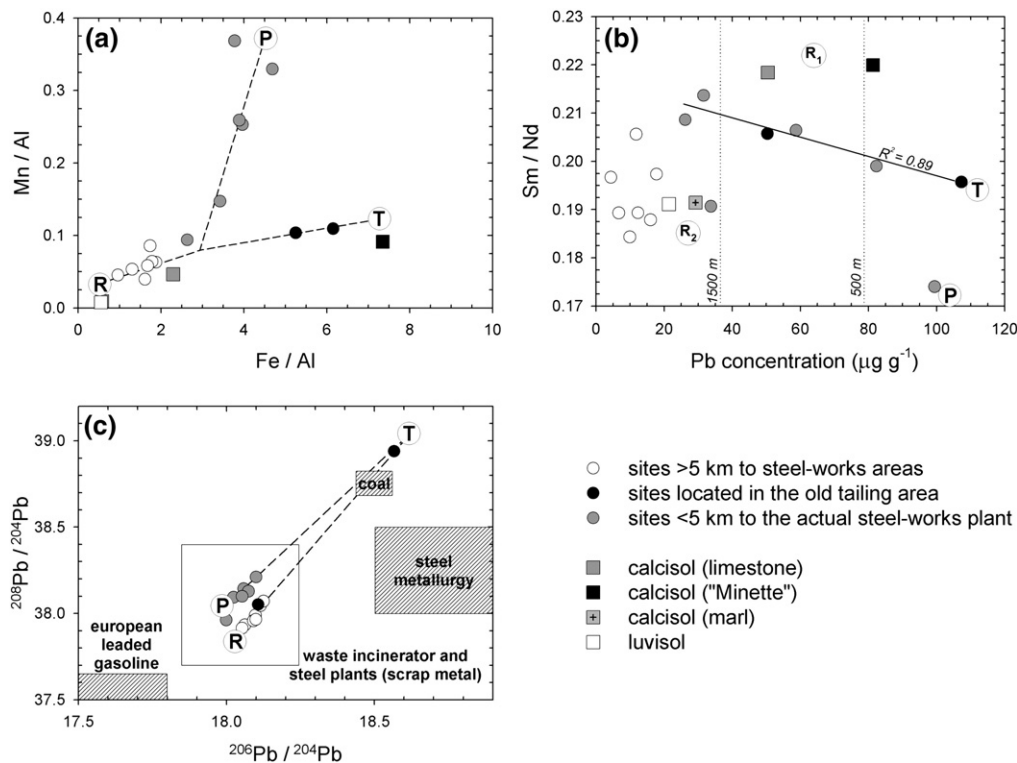 (a)
0.4
0.3
0.2
0.1
0.0
Mn / Al
P
T
R
0 2 4 6 8 10
Fe / Al
(b)
0.23
0.22
0.21
0.20
0.19
0.18
0.17
Sm / Nd
R1
R2
R² = 0.89
T
P
1500 m
500 m
0 20 40 60 80 100 120
Pb concentration (μg g⁻¹)
(c)
39.0
38.5
38.0
37.5
²⁰⁸Pb / ²⁰⁴Pb
T
coal
steel
metallurgy
P
R
european
leaded
gasoline
waste incinerator and
steel plants (scrap metal)
17.5 18.0 18.5
²⁰⁶Pb / ²⁰⁴Pb
sites >5 km to steel-works areas
sites located in the old tailing area
sites <5 km to the actual steel-works plant
calcisol (limestone)
calcisol ("Minette")
+ calcisol (marl)
luvisol